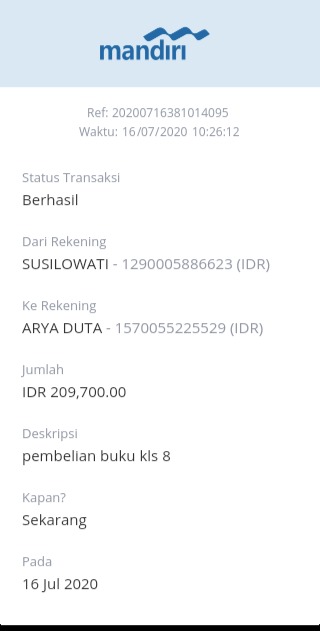 mandiri
Ref: 20200716381014095
Waktu: 16/07/2020 10:26:12
Status Transaksi
Berhasil
Dari Rekening
SUSILOWATI - 1290005886623 (IDR)
Ke Rekening
ARYA DUTA - 1570055225529 (IDR)
Jumlah
IDR 209,700.00
Deskripsi
pembelian buku kls 8
Kapan?
Sekarang
Pada
16 Jul 2020